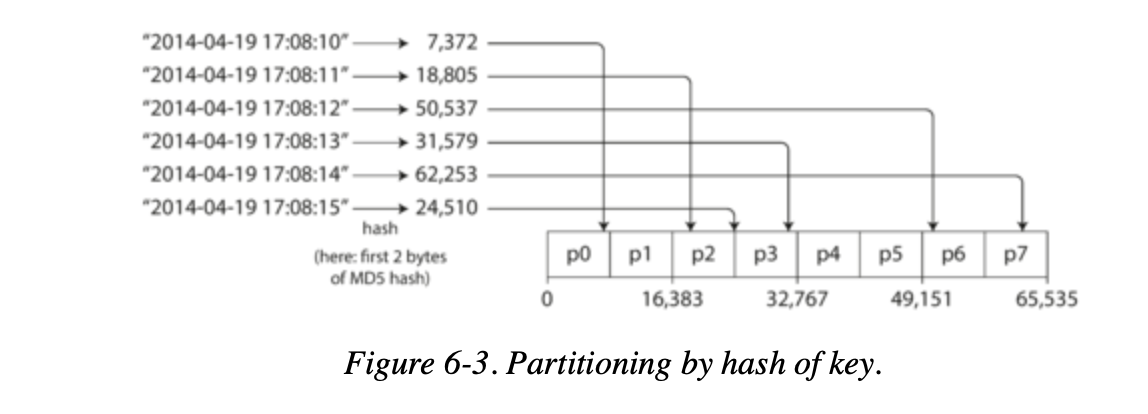 “2014-04-19 17:08:10” 7,372
“2014-04-19 17:08:11” 18,805
“2014-04-19 17:08:12” 50,537
“2014-04-19 17:08:13” 31,579
“2014-04-19 17:08:14” 62,253
“2014-04-19 17:08:15” 24,510
hash
(here: first 2 bytes
of MD5 hash)
p0 p1 p2 p3 p4 p5 p6 p7
0 16,383 32,767 49,151 65,535
Figure 6-3. Partitioning by hash of key.